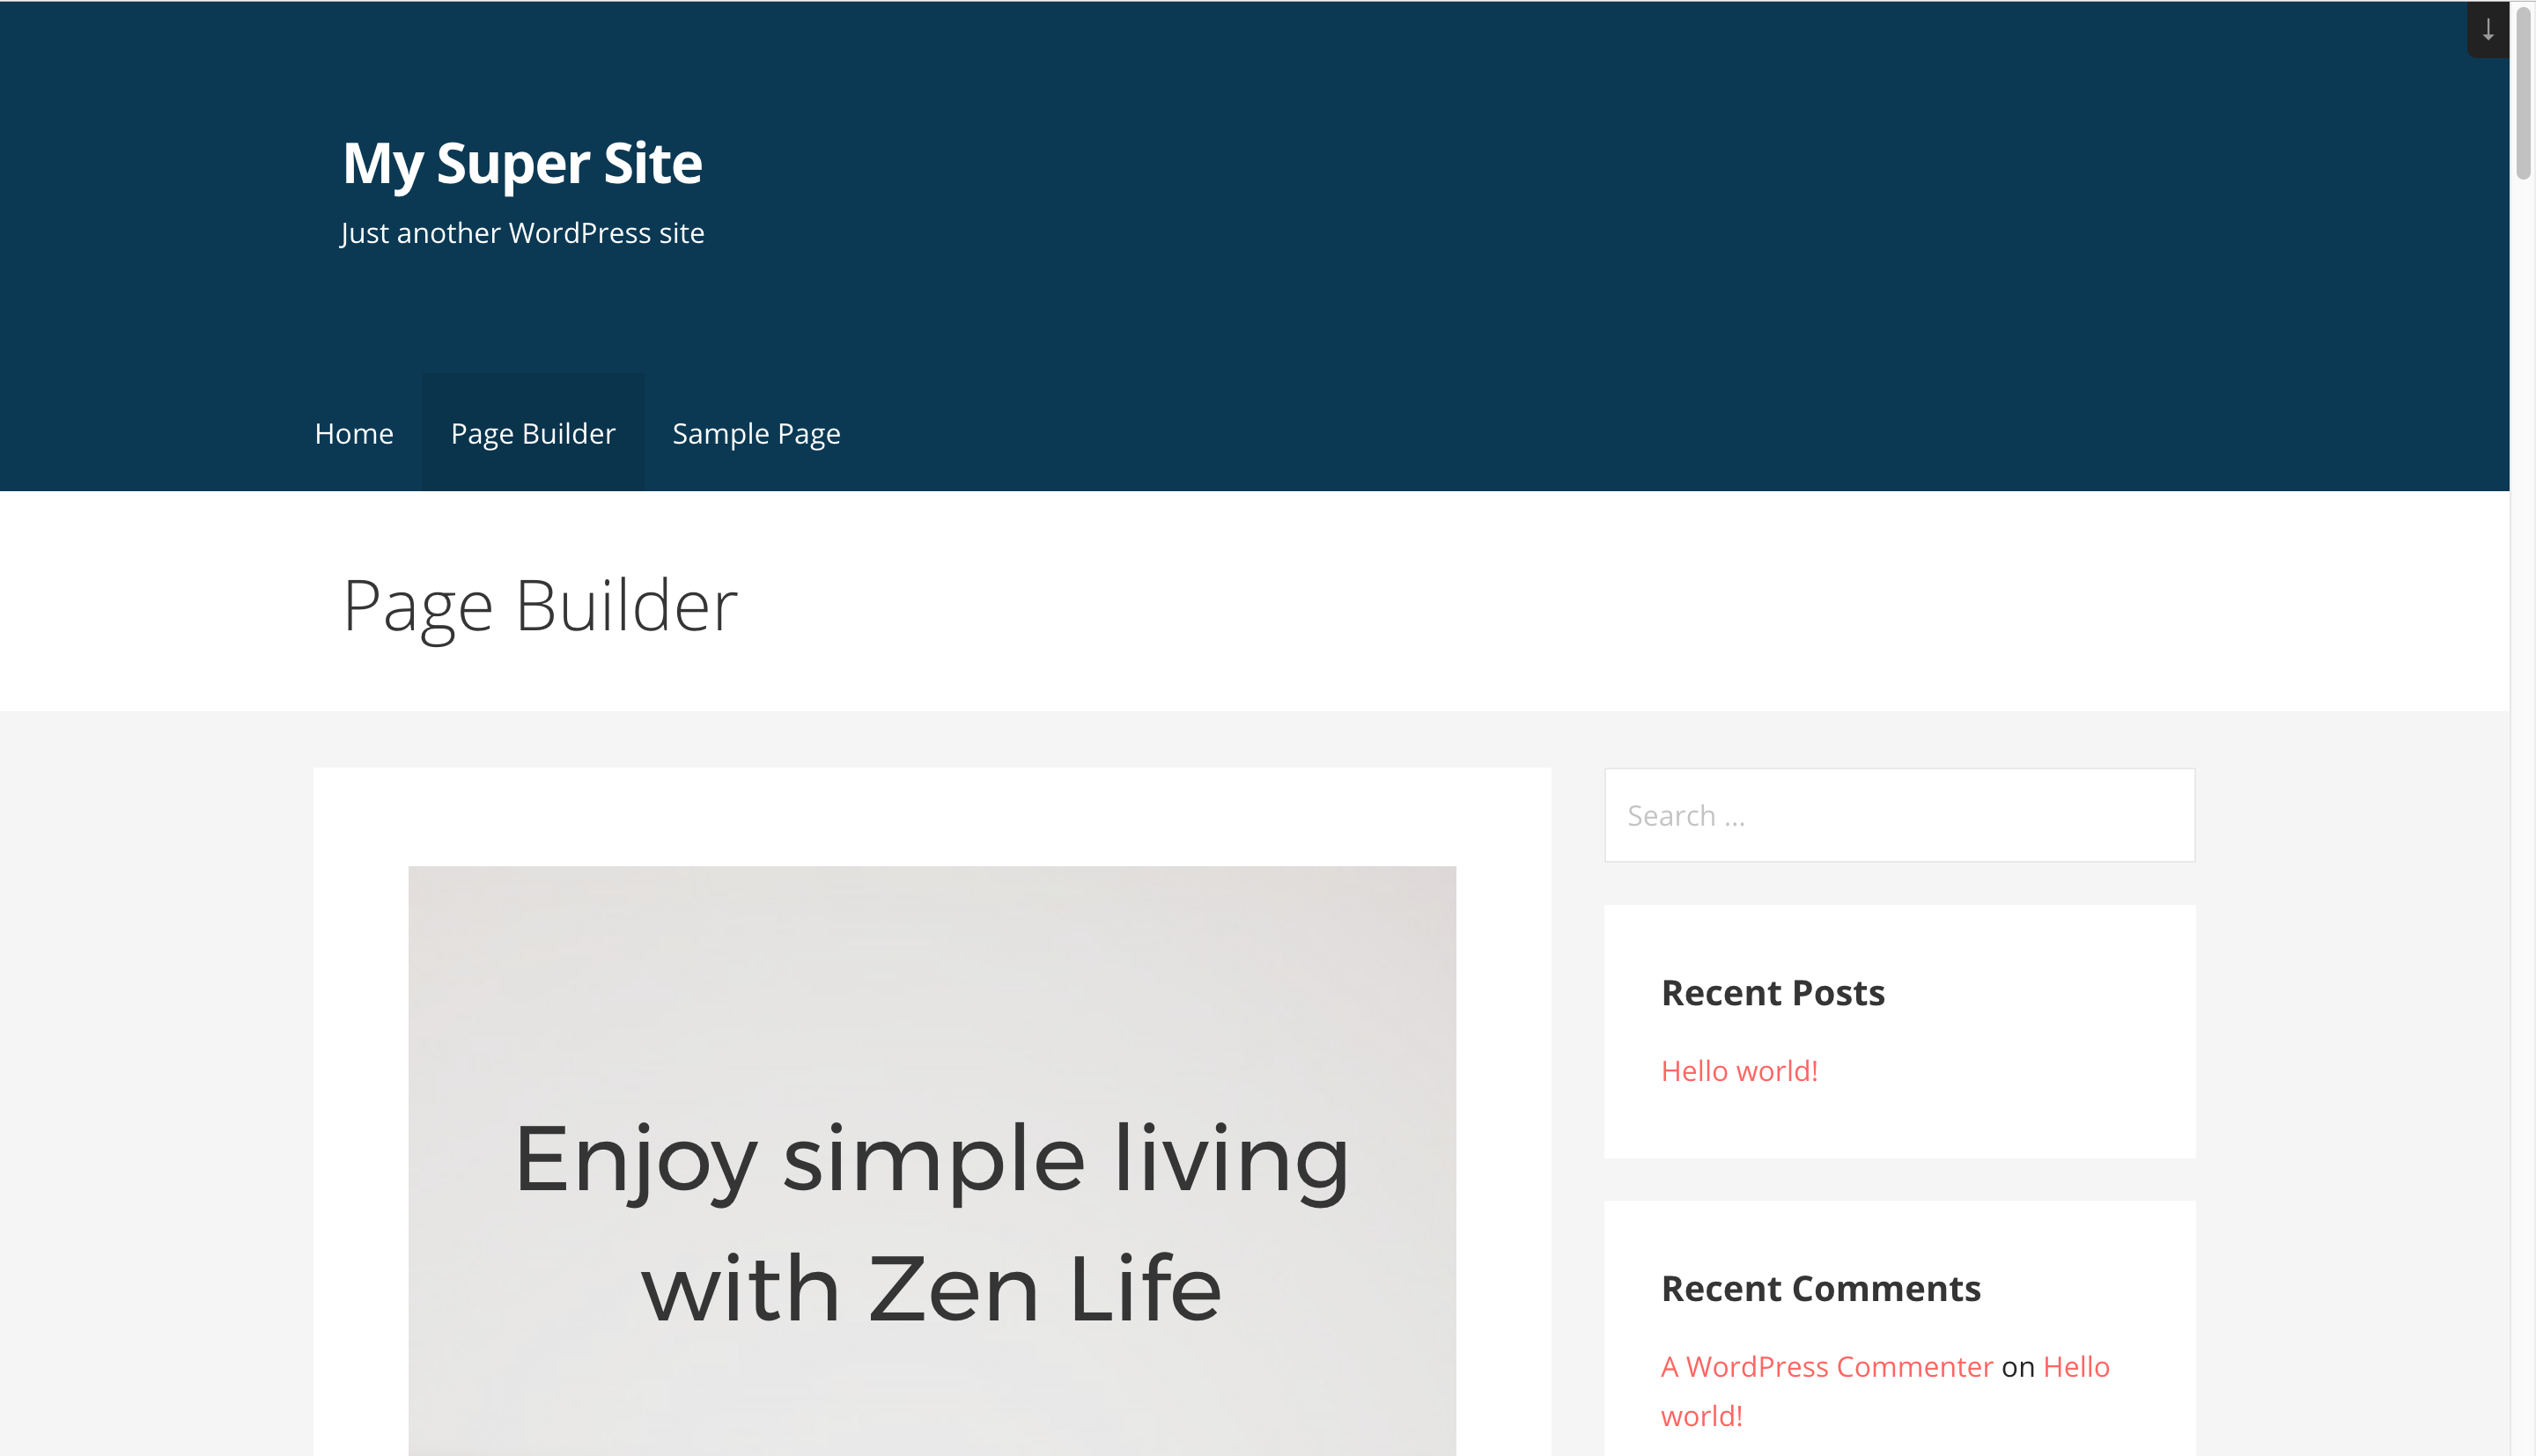 My Super Site
Just another WordPress site
Home Page Builder Sample Page
Page Builder
Enjoy simple living
with Zen Life
Search ...
Recent Posts
Hello world!
Recent Comments
A WordPress Commenter on Hello
world!